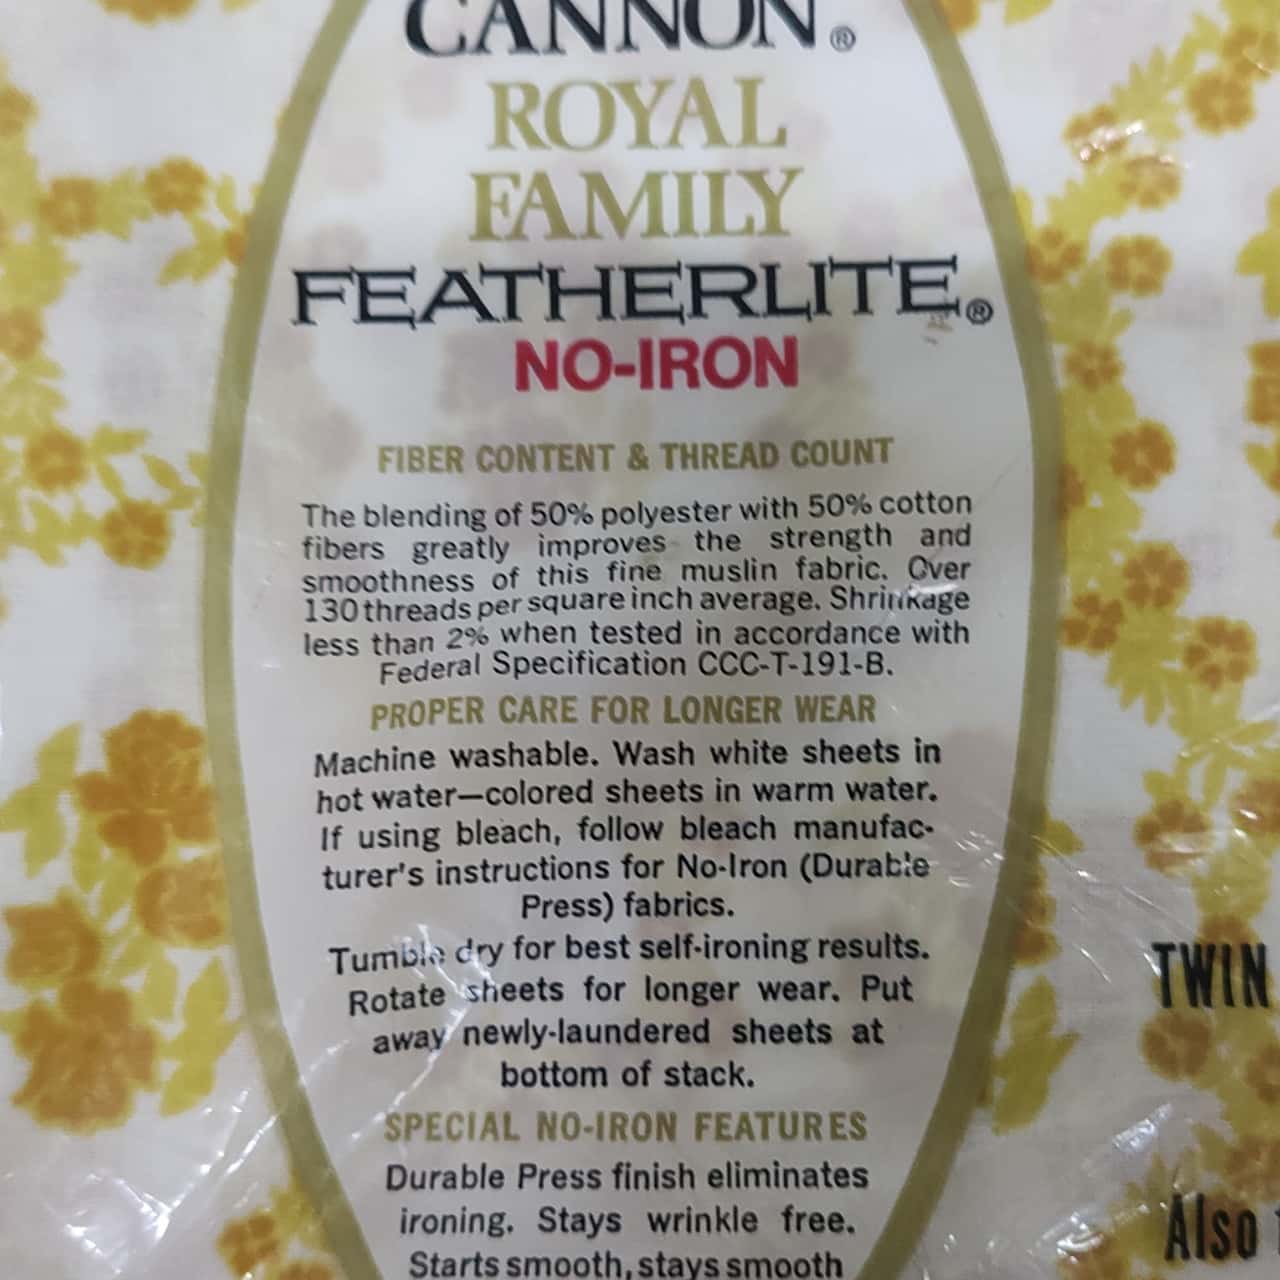 CANNON®
ROYAL
FAMILY
FEATHERLITE®
NO-IRON
FIBER CONTENT & THREAD COUNT
The blending of 50% polyester with 50% cotton
fibers greatly improves the strength and
smoothness of this fine muslin fabric. Over
130 threads per square inch average. Shrinkage
less than 2% when tested in accordance with
Federal Specification CCC-T-191-B.
PROPER CARE FOR LONGER WEAR
Machine washable. Wash white sheets in
hot water—colored sheets in warm water.
If using bleach, follow bleach manufac-
turer's instructions for No-Iron (Durable
Press) fabrics.
Tumble dry for best self-ironing results.
Rotate sheets for longer wear. Put
away newly-laundered sheets at
bottom of stack.
SPECIAL NO-IRON FEATURES
Durable Press finish eliminates
ironing. Stays wrinkle free.
Starts smooth, stays smooth
TWIN
Also